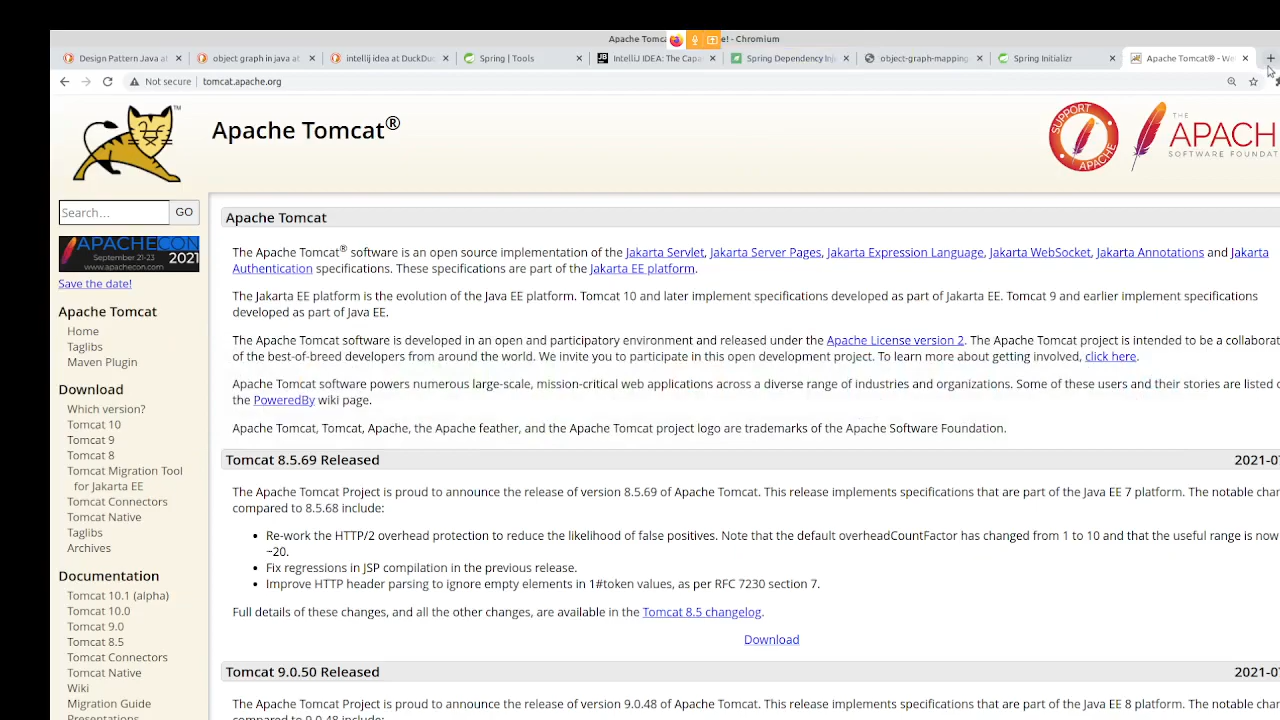 Apache Tomca e! - Chromium
Design Pattern Java at
object graph in java at
intellij idea at DuckDuc
Spring | Tools
IntelliJ IDEA: The Capa
Spring Dependency Inje
object-graph-mapping
Spring Initializr
Apache Tomcat® - We
Not secure
tomcat.apache.org
TM
Apache Tomcat®
SUPPORT APACHE
THE
APACH
SOFTWARE FOUNDAT
Search…
GO
APACHECON
September 21-23
2021
www.apachecon.com
Save the date!
Apache Tomcat
Home
Taglibs
Maven Plugin
Download
Which version?
Tomcat 10
Tomcat 9
Tomcat 8
Tomcat Migration Tool
for Jakarta EE
Tomcat Connectors
Tomcat Native
Taglibs
Archives
Documentation
Tomcat 10.1 (alpha)
Tomcat 10.0
Tomcat 9.0
Tomcat 8.5
Tomcat Connectors
Tomcat Native
Wiki
Migration Guide
Presentations
Apache Tomcat
The Apache Tomcat® software is an open source implementation of the Jakarta Servlet, Jakarta Server Pages, Jakarta Expression Language, Jakarta WebSocket, Jakarta Annotations and Jakarta
Authentication specifications. These specifications are part of the Jakarta EE platform.
The Jakarta EE platform is the evolution of the Java EE platform. Tomcat 10 and later implement specifications developed as part of Jakarta EE. Tomcat 9 and earlier implement specifications
developed as part of Java EE.
The Apache Tomcat software is developed in an open and participatory environment and released under the Apache License version 2. The Apache Tomcat project is intended to be a collaborat
of the best-of-breed developers from around the world. We invite you to participate in this open development project. To learn more about getting involved, click here.
Apache Tomcat software powers numerous large-scale, mission-critical web applications across a diverse range of industries and organizations. Some of these users and their stories are listed o
the PoweredBy wiki page.
Apache Tomcat, Tomcat, Apache, the Apache feather, and the Apache Tomcat project logo are trademarks of the Apache Software Foundation.
Tomcat 8.5.69 Released
2021-07
The Apache Tomcat Project is proud to announce the release of version 8.5.69 of Apache Tomcat. This release implements specifications that are part of the Java EE 7 platform. The notable chan
compared to 8.5.68 include:
• Re-work the HTTP/2 overhead protection to reduce the likelihood of false positives. Note that the default overheadCountFactor has changed from 1 to 10 and that the useful range is now
~20.
• Fix regressions in JSP compilation in the previous release.
• Improve HTTP header parsing to ignore empty elements in 1#token values, as per RFC 7230 section 7.
Full details of these changes, and all the other changes, are available in the Tomcat 8.5 changelog.
Download
Tomcat 9.0.50 Released
2021-07
The Apache Tomcat Project is proud to announce the release of version 9.0.48 of Apache Tomcat. This release implements specifications that are part of the Java EE 8 platform. The notable chan
compared to 9.0.48 include: